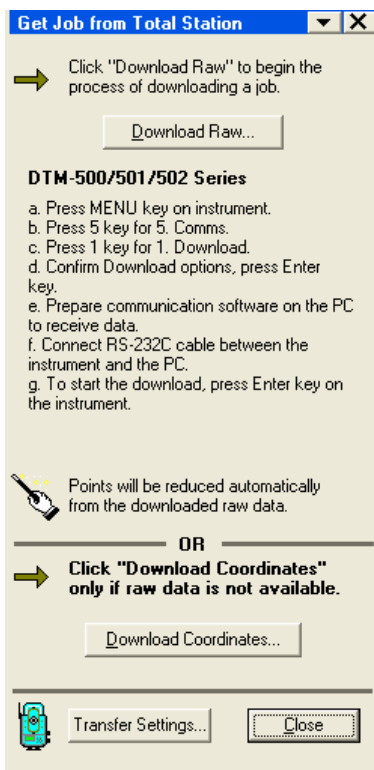 Get Job from Total Station
Click "Download Raw" to begin the
process of downloading a job.
Download Raw...
DTM-500/501/502 Series
a. Press MENU key on instrument.
b. Press 5 key for 5. Comms.
c. Press 1 key for 1. Download.
d. Confirm Download options, press Enter
key.
e. Prepare communication software on the PC
to receive data.
f. Connect RS-232C cable between the
instrument and the PC.
g. To start the download, press Enter key on
the instrument.
Points will be reduced automatically
from the downloaded raw data.
OR
Click "Download Coordinates"
only if raw data is not available.
Download Coordinates...
Transfer Settings...
Close